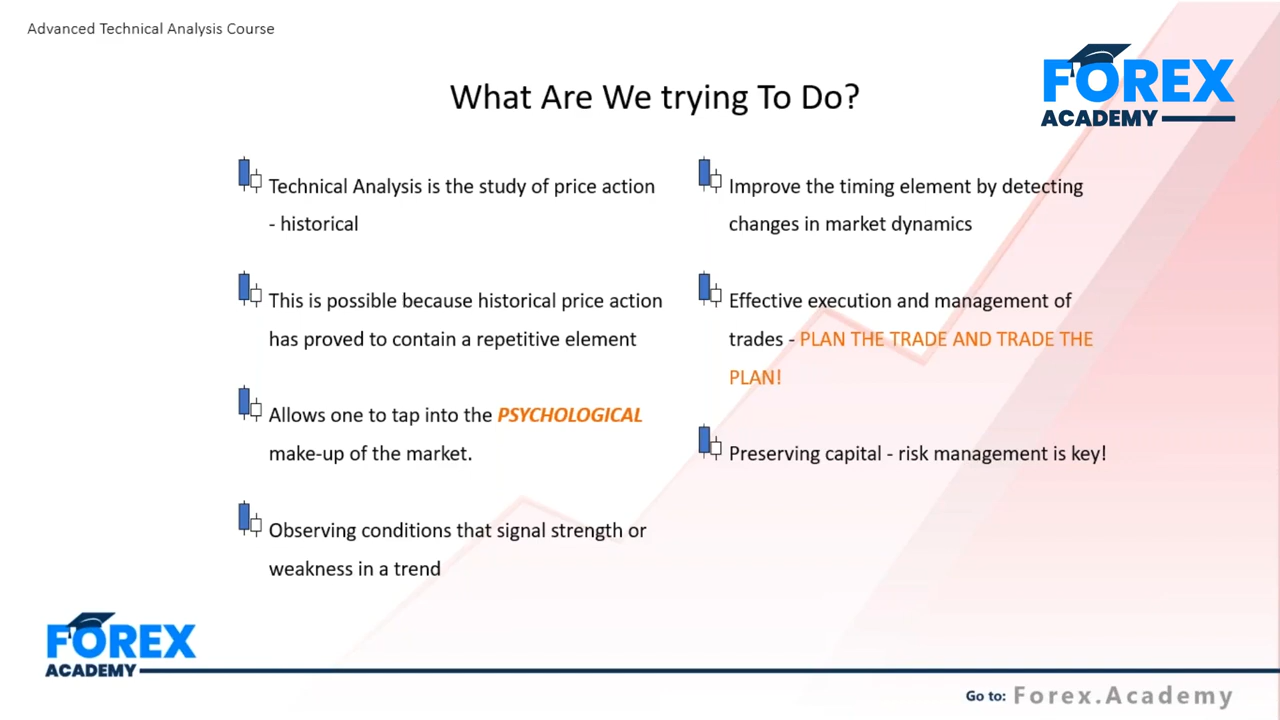 Advanced Technical Analysis Course
FOREX
ACADEMY
What Are We trying To Do?
Technical Analysis is the study of price action
- historical
This is possible because historical price action
has proved to contain a repetitive element
Allows one to tap into the PSYCHOLOGICAL
make-up of the market.
Observing conditions that signal strength or
weakness in a trend
Improve the timing element by detecting
changes in market dynamics
Effective execution and management of
trades - PLAN THE TRADE AND TRADE THE
PLAN!
Preserving capital - risk management is key!
FOREX
ACADEMY
Go to: Forex.Academy